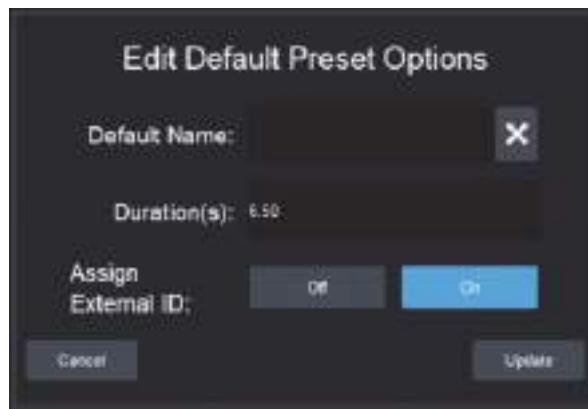 Edit Default Preset Options
Default Name:
X
Duration(s): 6.50
Assign
External ID:
Off
On
Cancel
Update